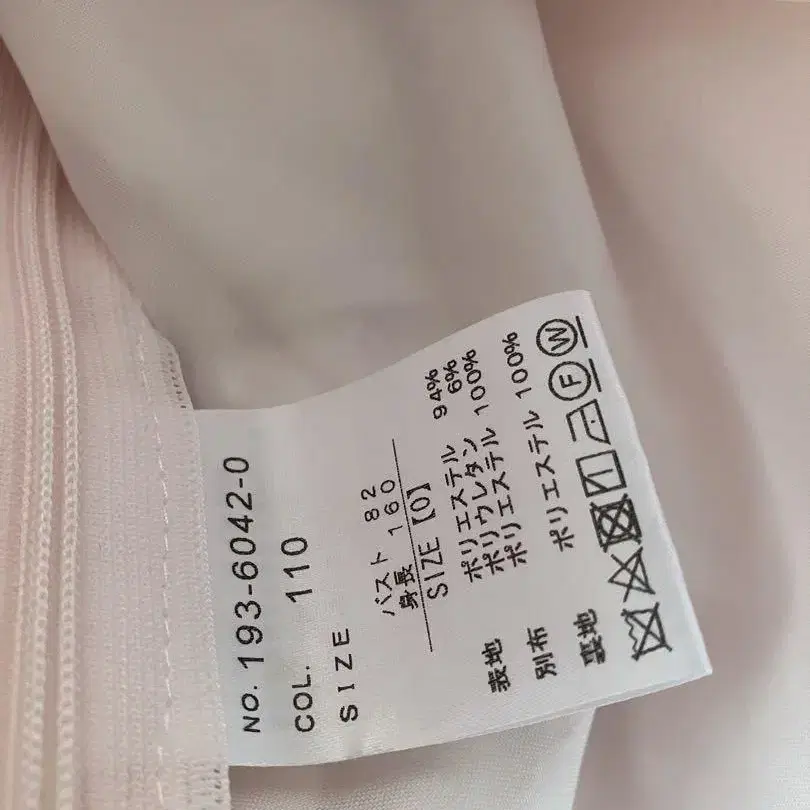 NO. 193-6042-0
COL. 110
SIZE
バスト 82
身長 160
SIZE【0】
表地 ポリエステル 94%
ポリウレタン 6%
別布 ポリエステル 100%
裏地 ポリエステル 100%
F W